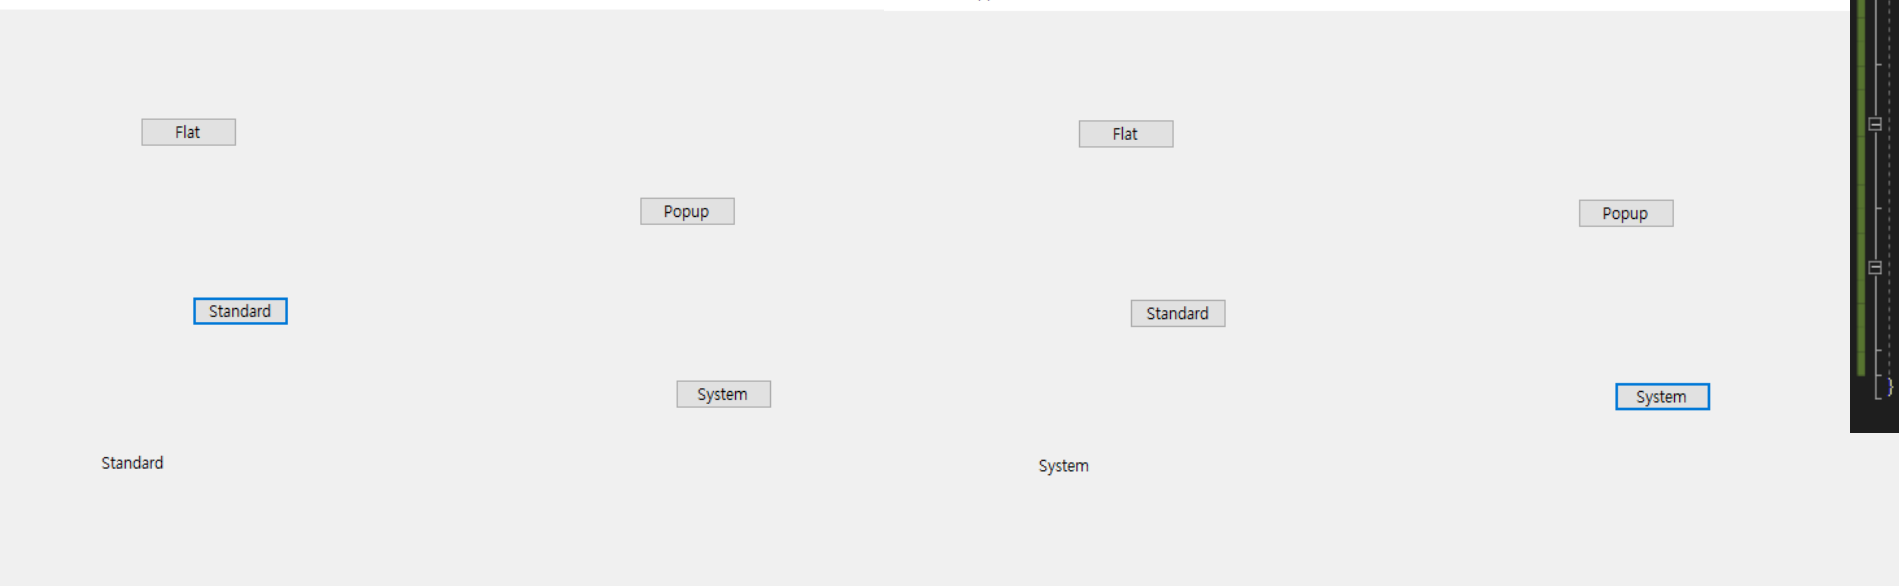 Flat
Popup
Standard
System
Standard
Flat
Popup
Standard
System
System
}